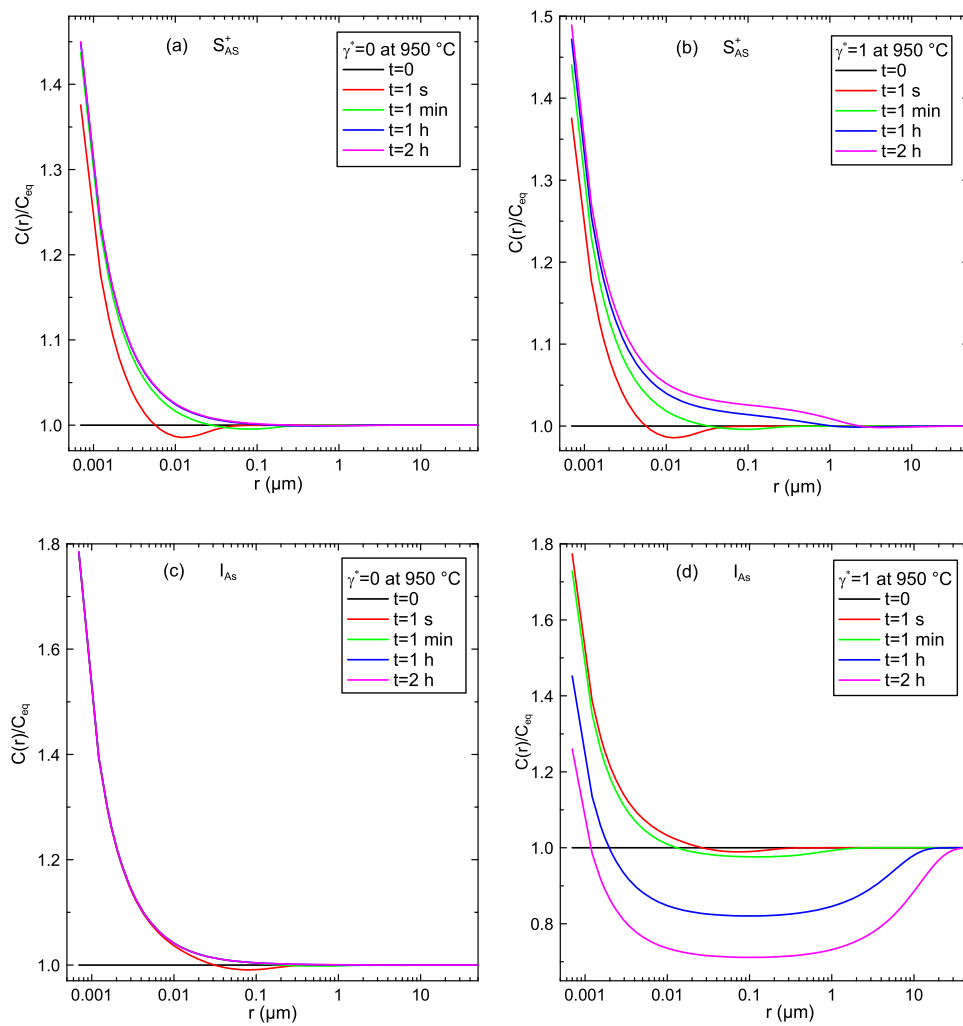 (a) S⁺AS
γ*=0 at 950 °C
t=0
t=1 s
t=1 min
t=1 h
t=2 h
1.4
1.3
1.2
1.1
1.0
C(r)/Ceq
0.001 0.01 0.1 1 10
r (µm)
(b) S⁺AS
γ*=1 at 950 °C
t=0
t=1 s
t=1 min
t=1 h
t=2 h
1.5
1.4
1.3
1.2
1.1
1.0
C(r)/Ceq
0.001 0.01 0.1 1 10
r (µm)
(c) IAs
γ*=0 at 950 °C
t=0
t=1 s
t=1 min
t=1 h
t=2 h
1.8
1.6
1.4
1.2
1.0
C(r)/Ceq
0.001 0.01 0.1 1 10
r (µm)
(d) IAs
γ*=1 at 950 °C
t=0
t=1 s
t=1 min
t=1 h
t=2 h
1.8
1.6
1.4
1.2
1.0
0.8
C(r)/Ceq
0.001 0.01 0.1 1 10
r (µm)